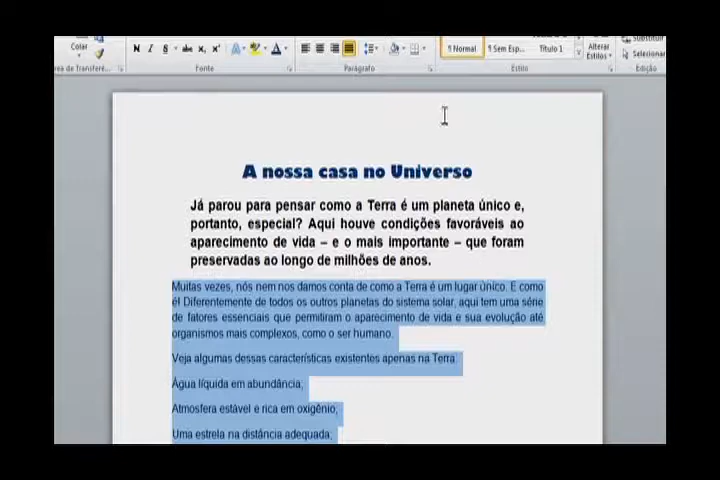 Colar
N I S abc x₂ x²
Normal
Sem Esp...
Título 1
Alterar
Estilos
Substituir
Selecionar
Fonte
Parágrafo
Estilo
Edição
A nossa casa no Universo
Já parou para pensar como a Terra é um planeta único e,
portanto, especial? Aqui houve condições favoráveis ao
aparecimento de vida – e o mais importante – que foram
preservadas ao longo de milhões de anos.
Muitas vezes, nós nem nos damos conta de como a Terra é um lugar único. E como
é! Diferentemente de todos os outros planetas do sistema solar, aqui tem uma série
de fatores essenciais que permitiram o aparecimento de vida e sua evolução até
organismos mais complexos, como o ser humano.
Veja algumas dessas características existentes apenas na Terra:
Água líquida em abundância;
Atmosfera estável e rica em oxigênio;
Uma estrela na distância adequada;